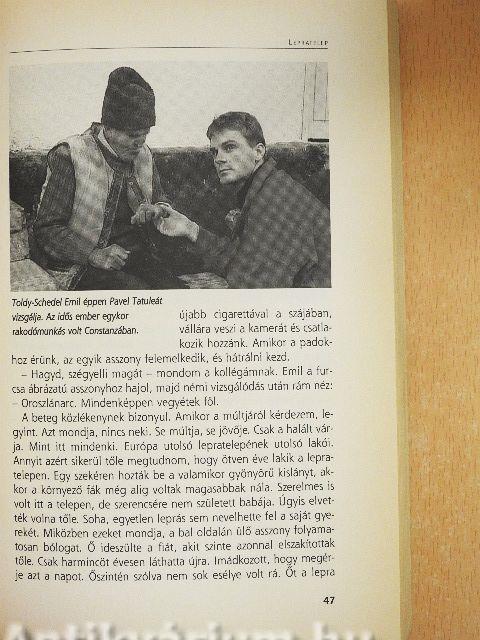 LEPRATELEP
Toldy-Schedel Emil éppen Pavel Tatuleát
vizsgálja. Az idős ember egykor
rakodómunkás volt Constanzában.
újabb cigarettával a szájában,
vállára veszi a kamerát és csatla-
kozik hozzánk. Amikor a padok-
hoz érünk, az egyik asszony felemelkedik, és hátrálni kezd.
– Hagyd, szégyelli magát – mondom a kollégámnak. Emil a fur-
csa ábrázatú asszonyhoz hajol, majd némi vizsgálódás után rám néz:
– Oroszlánarc. Mindenképpen vegyétek föl.
A beteg közlékenynek bizonyul. Amikor a múltjáról kérdezem, le-
gyint. Azt mondja, nincs neki. Se múltja, se jövője. Csak a halált vár-
ja. Mint itt mindenki. Európa utolsó lepratelepének utolsó lakói.
Annyit azért sikerül tőle megtudnom, hogy ötven éve lakik a lepra-
telepen. Egy szekéren hozták be a valamikor gyönyörű kislányt, ak-
kor a környező fák még alig voltak magasabbak nála. Szerelmes is
volt itt a telepen, de szerencsére nem született babája. Úgyis elvet-
ték volna tőle. Soha, egyetlen leprás sem nevelhette fel a saját gye-
rekét. Miközben ezeket mondja, a bal oldalán ülő asszony folyama-
tosan bólogat. Ő ideszülte a fiát, akit szinte azonnal elszakítottak
tőle. Csak harmincöt évesen láthatta újra. Imádkozott, hogy megér-
je azt a napot. Őszintén szólva nem sok esélye volt rá. Őt a lepra
47
Antikvárium.hu